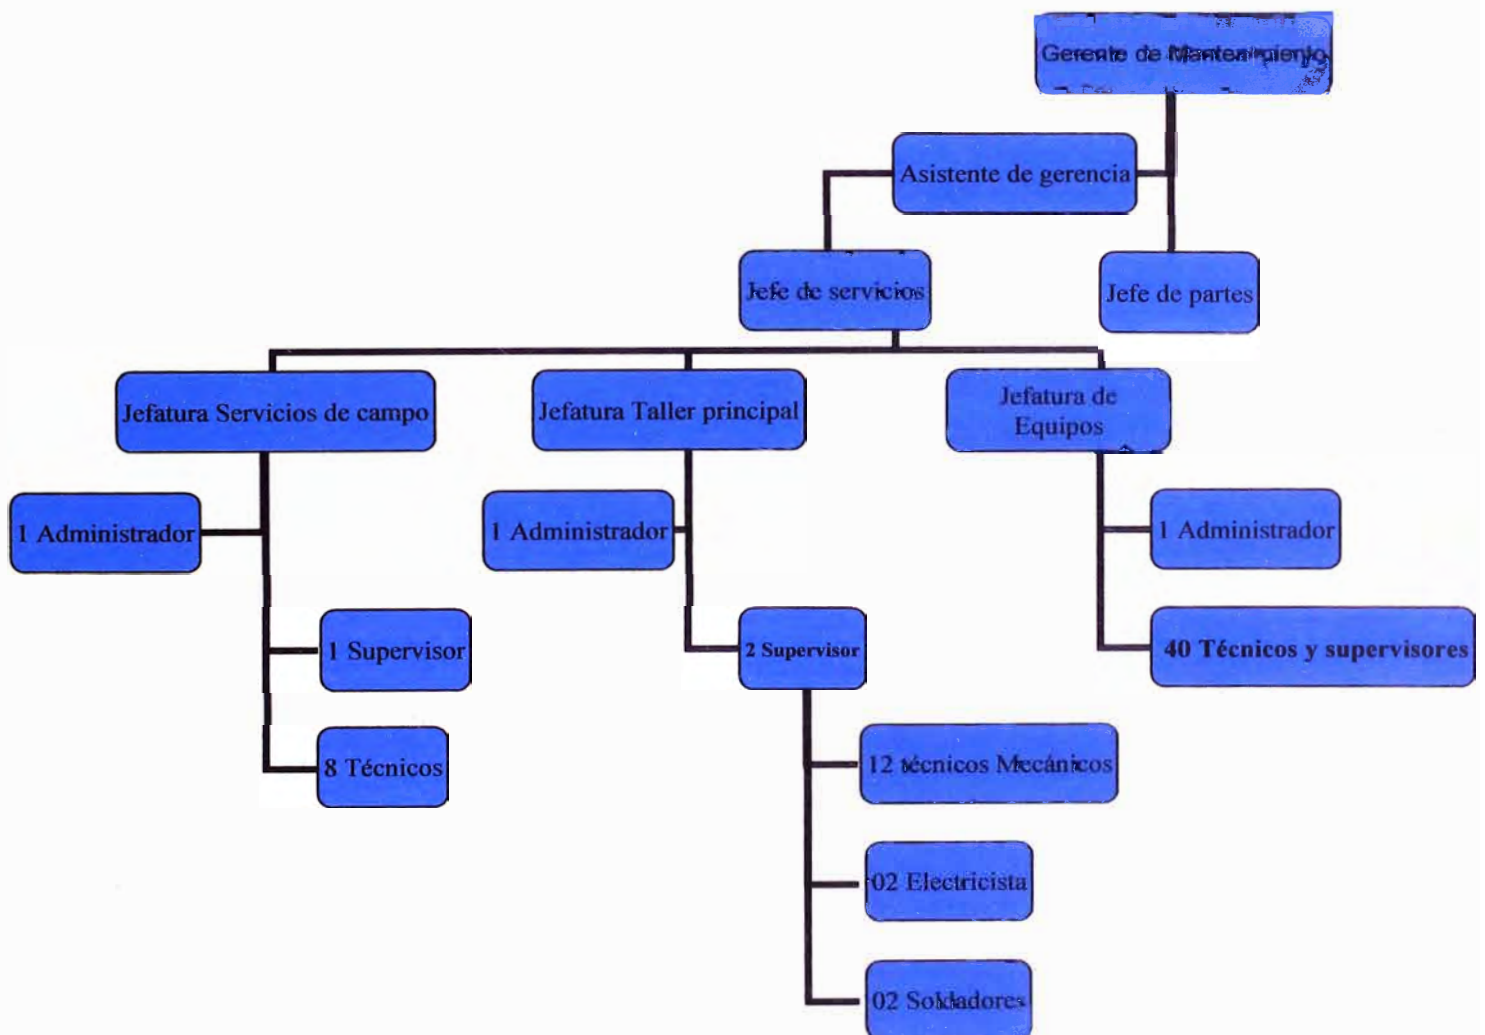 Gerente de Mantenimiento
Asistente de gerencia
Jefe de servicios
Jefe de partes
Jefatura Servicios de campo
Jefatura Taller principal
Jefatura de
Equipos
1 Administrador
1 Administrador
1 Administrador
1 Supervisor
2 Supervisor
40 Técnicos y supervisores
8 Técnicos
12 técnicos Mecánicos
02 Electricista
02 Soldadores